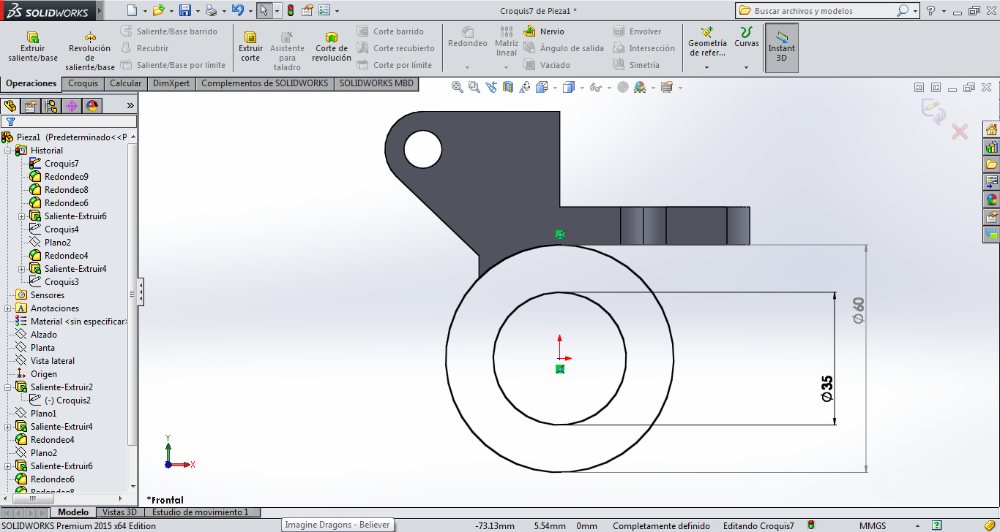 SOLIDWORKS
Croquis7 de Pieza1 *
Buscar archivos y modelos
Extruir saliente/base
Revolución de saliente/base
Saliente/Base barrido
Recubrir
Saliente/Base por límite
Extruir corte
Asistente para taladro
Corte de revolución
Corte barrido
Corte recubierto
Corte por límite
Redondeo
Matriz lineal
Nervio
Ángulo de salida
Vaciado
Envolver
Intersección
Simetría
Geometría de refer...
Curvas
Instant 3D
Operaciones Croquis Calcular DimXpert Complementos de SOLIDWORKS SOLIDWORKS MBD
Pieza1 (Predeterminado<<P
Historial
Croquis7
Redondeo9
Redondeo8
Redondeo6
Saliente-Extruir6
Croquis4
Plano2
Redondeo4
Saliente-Extruir4
Croquis3
Sensores
Anotaciones
Material <sin especificar>
Alzado
Planta
Vista lateral
Origen
Saliente-Extruir2
(-) Croquis2
Plano1
Saliente-Extruir4
Redondeo4
Plano2
Saliente-Extruir6
Redondeo6
Redondeo8
Ø60
Ø35
Y
X
*Frontal
Modelo Vistas 3D Estudio de movimiento 1
SOLIDWORKS Premium 2015 x64 Edition
Imagine Dragons - Believer
-73.13mm 5.54mm 0mm Completamente definido Editando Croquis7 MMGS